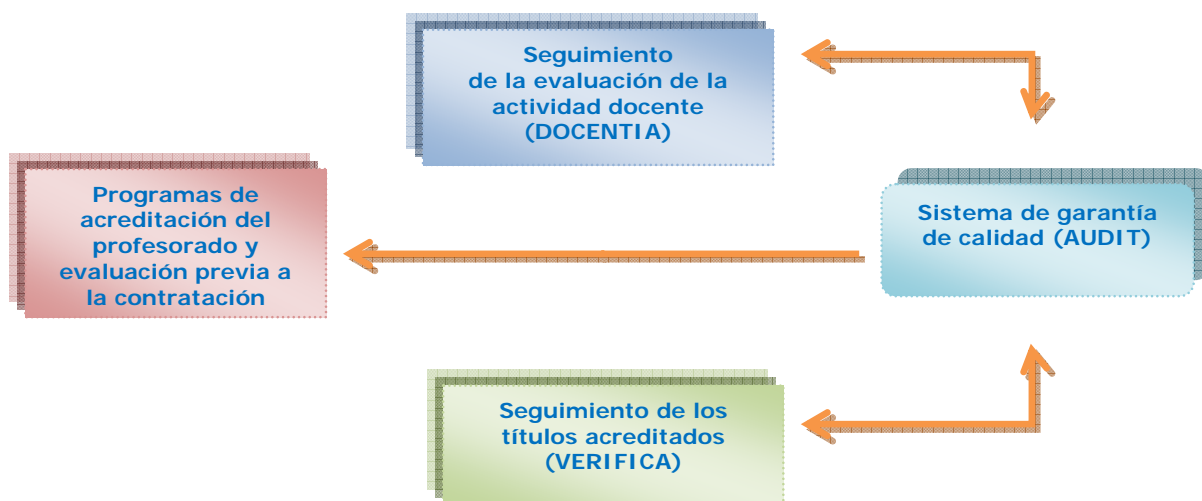 Seguimiento
de la evaluación de la
actividad docente
(DOCENTIA)
Programas de
acreditación del
profesorado y
evaluación previa a
la contratación
Sistema de garantía
de calidad (AUDIT)
Seguimiento de los
títulos acreditados
(VERIFICA)